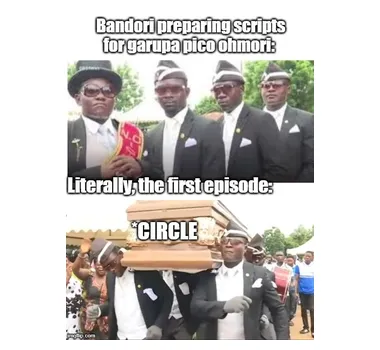 Bandori preparing scripts
for garupa pico ohmori:
Literally, the first episode:
*CIRCLE
imgflip.com